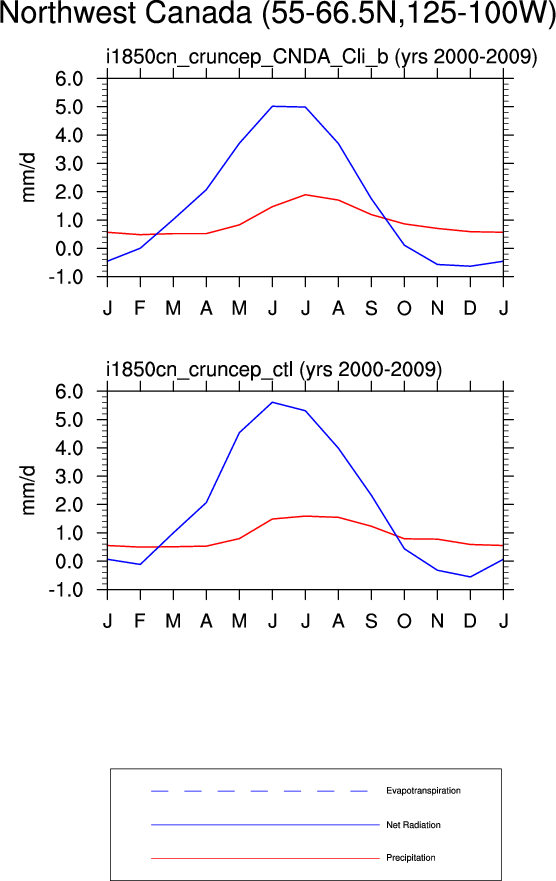 Northwest Canada (55-66.5N,125-100W)
i1850cn_cruncep_CNDA_Cli_b (yrs 2000-2009)
6.0
5.0
4.0
3.0
2.0
1.0
0.0
-1.0
mm/d
J F M A M J J A S O N D J
i1850cn_cruncep_ctl (yrs 2000-2009)
6.0
5.0
4.0
3.0
2.0
1.0
0.0
-1.0
mm/d
J F M A M J J A S O N D J
Evapotranspiration
Net Radiation
Precipitation